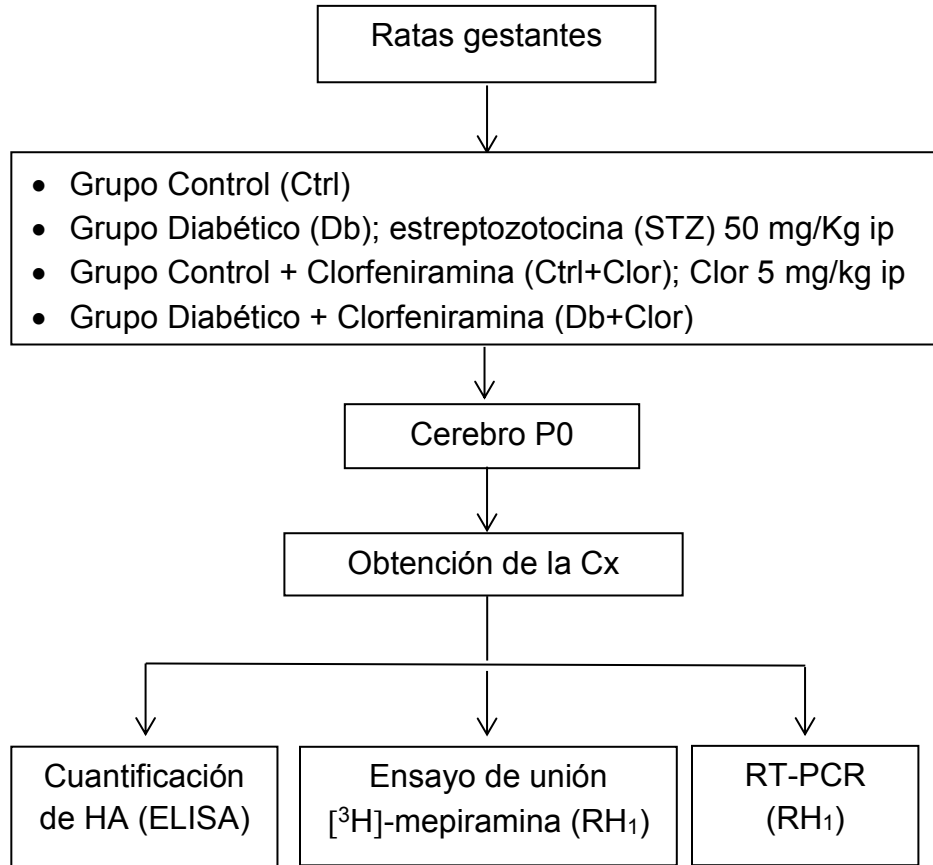 Ratas gestantes
• Grupo Control (Ctrl)
• Grupo Diabético (Db); estreptozotocina (STZ) 50 mg/Kg ip
• Grupo Control + Clorfeniramina (Ctrl+Clor); Clor 5 mg/kg ip
• Grupo Diabético + Clorfeniramina (Db+Clor)
Cerebro P0
Obtención de la Cx
Cuantificación
de HA (ELISA)
Ensayo de unión
[³H]-mepiramina (RH₁)
RT-PCR
(RH₁)